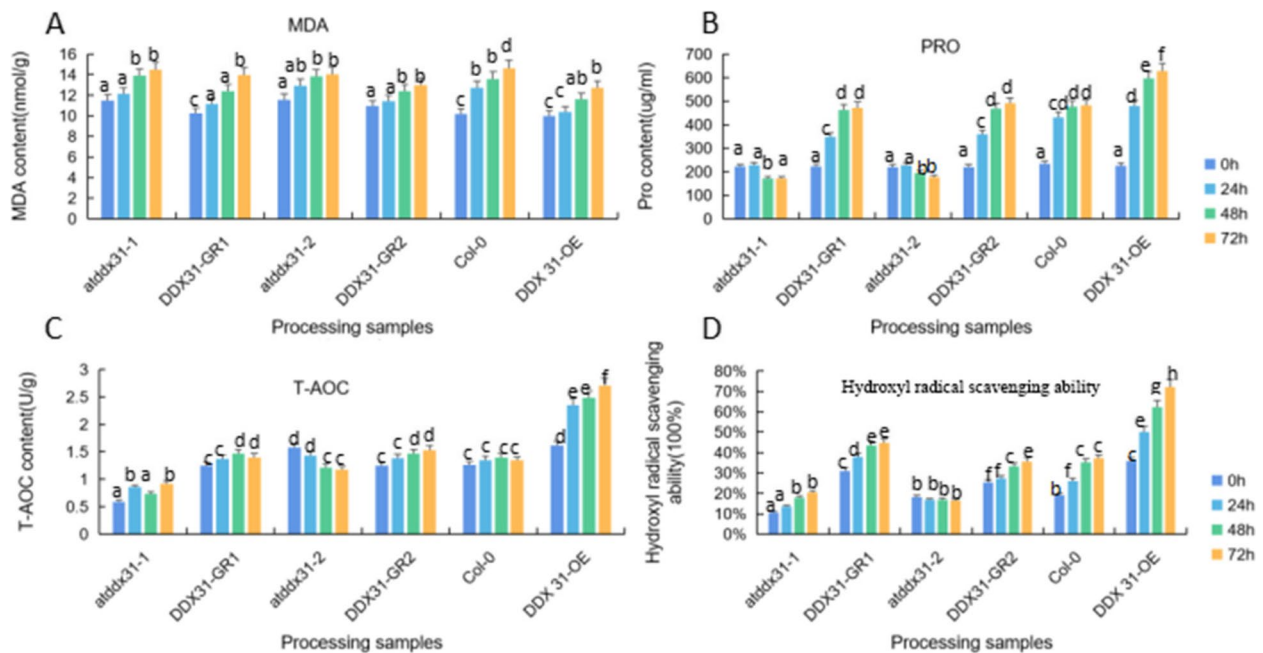 A
MDA
MDA content(nmol/g)
16
14
12
10
8
6
4
2
0
a a b b
c a a b
a ab b b
a a b b
c b b d
c c ab b
atddx31-1
DDX31-GR1
atddx31-2
DDX31-GR2
Col-0
DDX 31-OE
Processing samples
B
PRO
Pro content(ug/ml)
700
600
500
400
300
200
100
0
a a b a
a c d d
a a b b
a c d d
a cd d d
a d e f
atddx31-1
DDX31-GR1
atddx31-2
DDX31-GR2
Col-0
DDX 31-OE
Processing samples
0h
24h
48h
72h
C
T-AOC
T-AOC content(U/g)
3
2.5
2
1.5
1
0.5
0
a b a b
c c d d
d d c c
c c d d
c c c c
d e e f
atddx31-1
DDX31-GR1
atddx31-2
DDX31-GR2
Col-0
DDX 31-OE
Processing samples
D
Hydroxyl radical scavenging ability
Hydroxyl radical scavenging
ability(100%)
80%
70%
60%
50%
40%
30%
20%
10%
0%
a a b b
c d e e
b b b b
f f c e
b f c c
c e g h
atddx31-1
DDX31-GR1
atddx31-2
DDX31-GR2
Col-0
DDX 31-OE
Processing samples
0h
24h
48h
72h